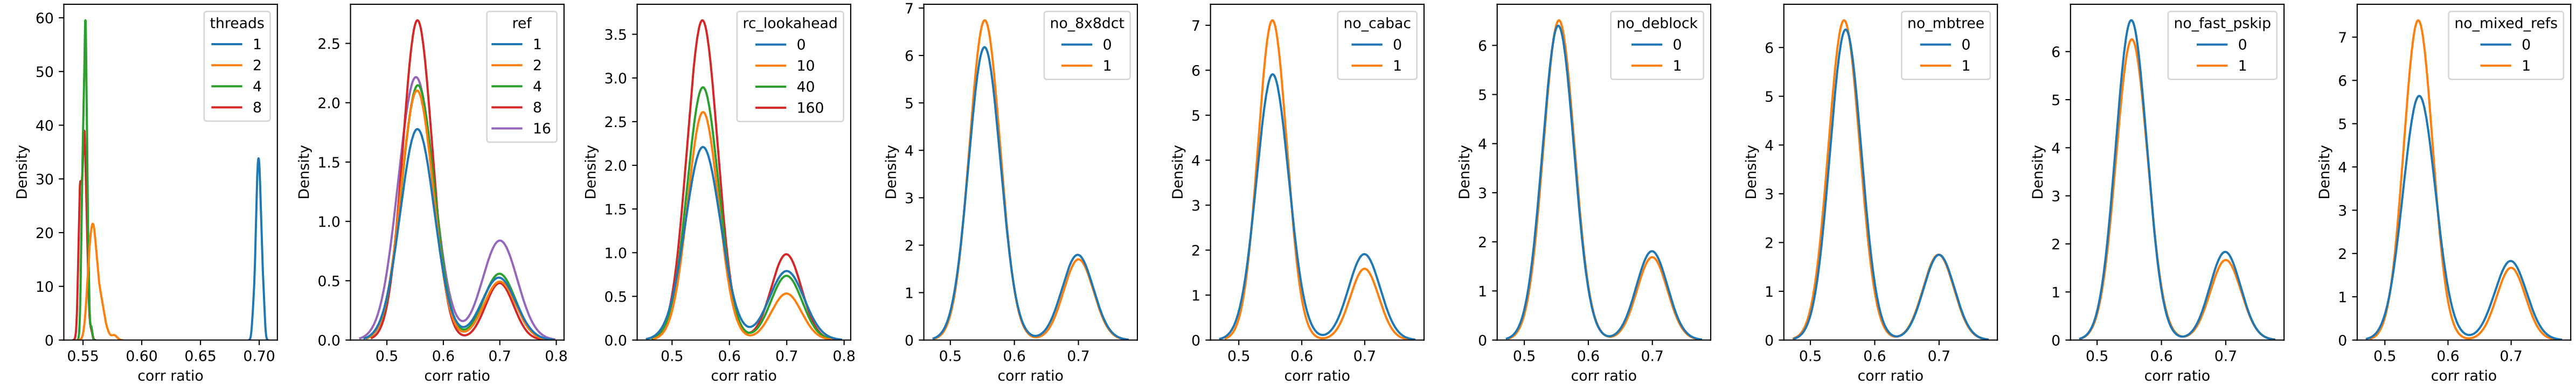 threads
1
2
4
8
60
50
40
30
20
10
0
Density
0.55 0.60 0.65 0.70
corr ratio
ref
1
2
4
8
16
2.5
2.0
1.5
1.0
0.5
0.0
Density
0.5 0.6 0.7 0.8
corr ratio
rc_lookahead
0
10
40
160
3.5
3.0
2.5
2.0
1.5
1.0
0.5
0.0
Density
0.5 0.6 0.7 0.8
corr ratio
no_8x8dct
0
1
7
6
5
4
3
2
1
0
Density
0.5 0.6 0.7
corr ratio
no_cabac
0
1
7
6
5
4
3
2
1
0
Density
0.5 0.6 0.7
corr ratio
no_deblock
0
1
6
5
4
3
2
1
0
Density
0.5 0.6 0.7
corr ratio
no_mbtree
0
1
6
5
4
3
2
1
0
Density
0.5 0.6 0.7
corr ratio
no_fast_pskip
0
1
6
5
4
3
2
1
0
Density
0.5 0.6 0.7
corr ratio
no_mixed_refs
0
1
7
6
5
4
3
2
1
0
Density
0.5 0.6 0.7
corr ratio